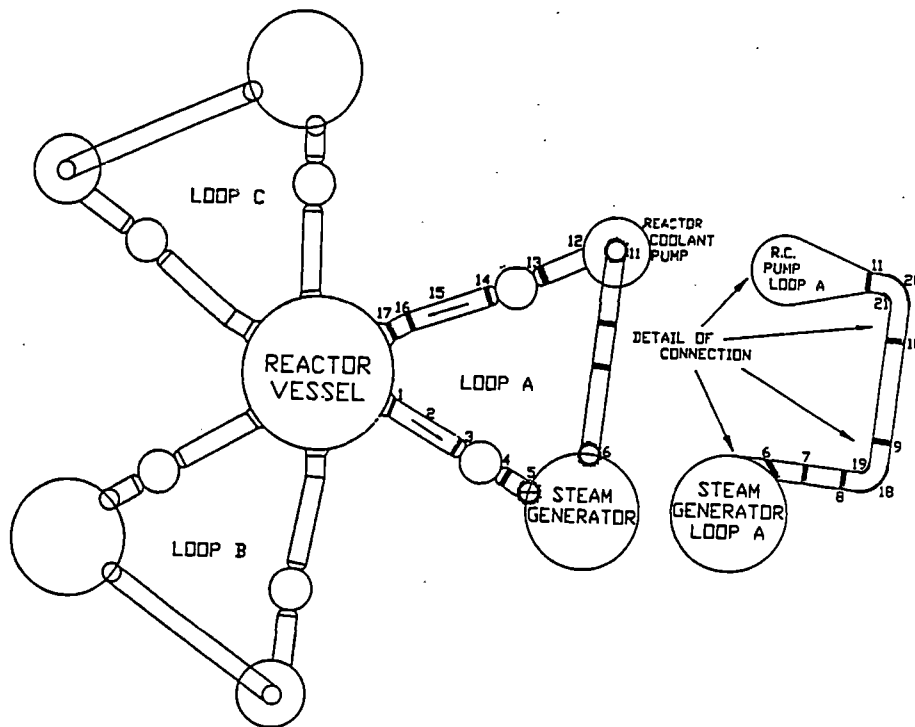 LOOP C
REACTOR
COOLANT
PUMP
12
11
13
14
15
16
17
R.C.
PUMP
LOOP A
11
20
21
10
DETAIL OF
CONNECTION
REACTOR
VESSEL
LOOP A
1
2
3
4
5
6
STEAM
GENERATOR
6
7
8
19
9
18
STEAM
GENERATOR
LOOP A
LOOP B